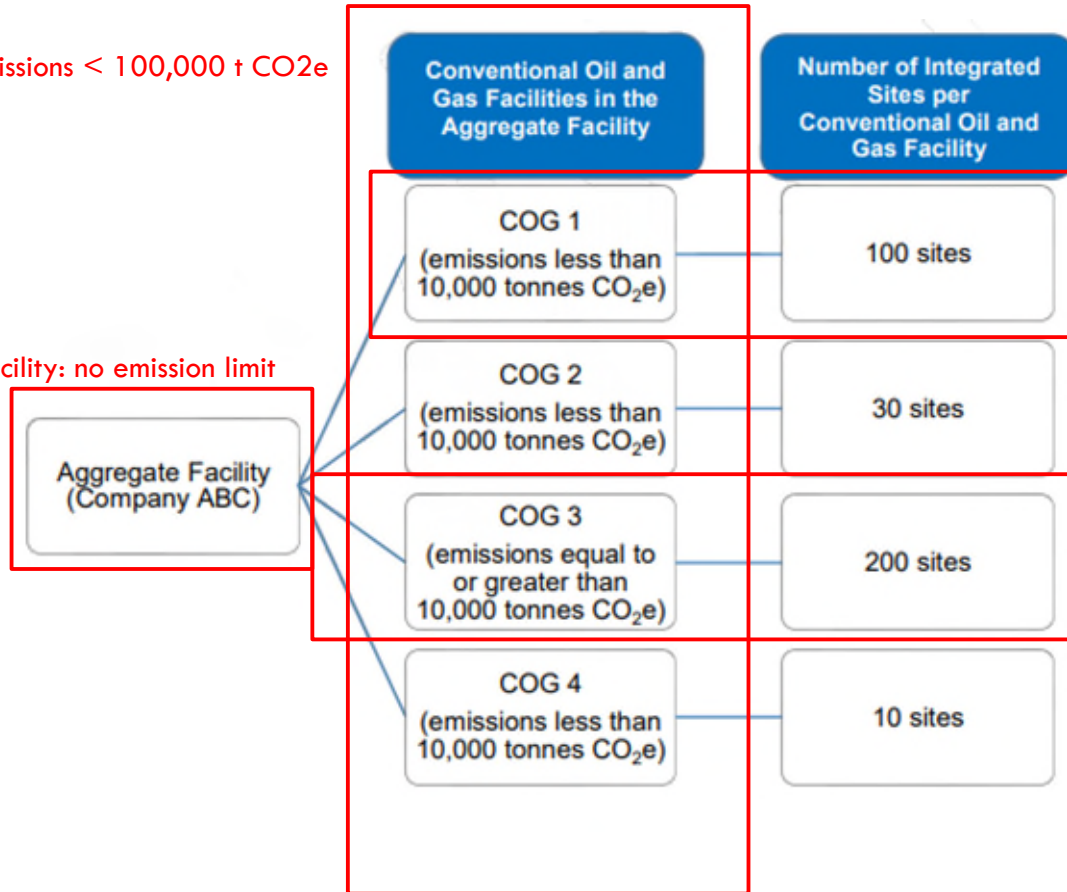 issions < 100,000 t CO2e
Conventional Oil and
Gas Facilities in the
Aggregate Facility
Number of Integrated
Sites per
Conventional Oil and
Gas Facility
COG 1
(emissions less than
10,000 tonnes CO₂e)
100 sites
cility: no emission limit
COG 2
(emissions less than
10,000 tonnes CO₂e)
30 sites
Aggregate Facility
(Company ABC)
COG 3
(emissions equal to
or greater than
10,000 tonnes CO₂e)
200 sites
COG 4
(emissions less than
10,000 tonnes CO₂e)
10 sites